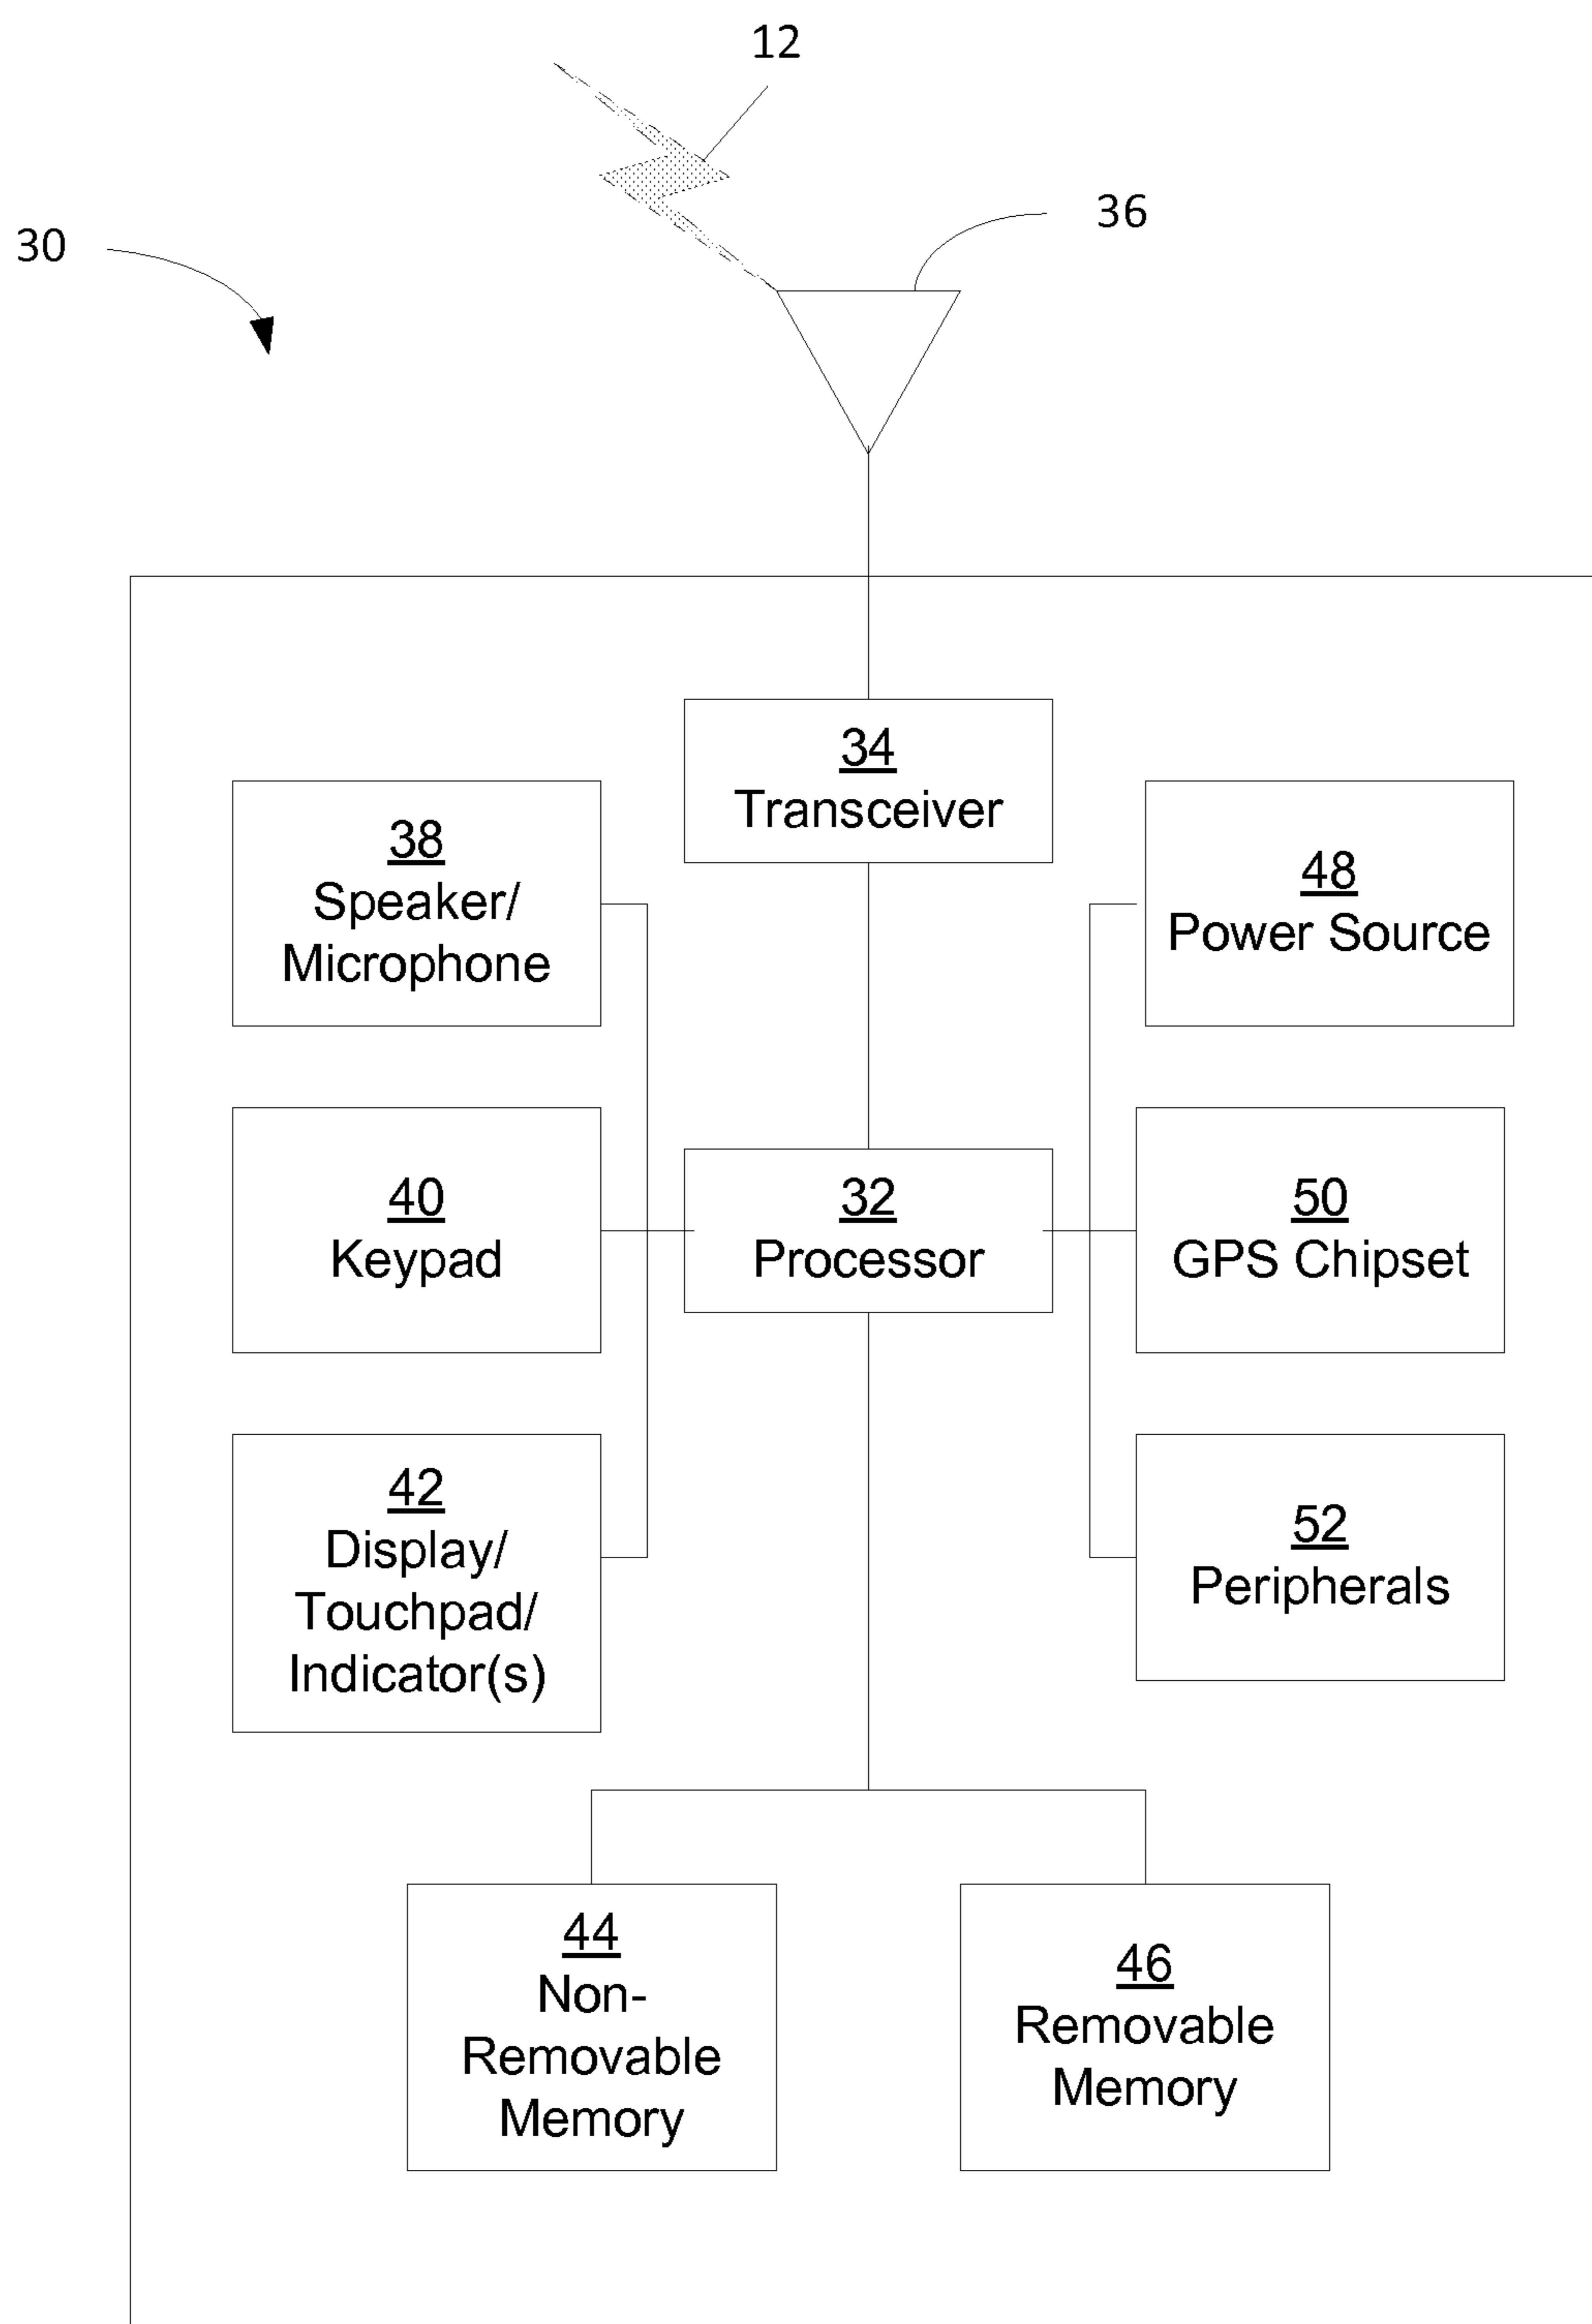 12
36
30
34
Transceiver
38
Speaker/
Microphone
48
Power Source
40
Keypad
32
Processor
50
GPS Chipset
42
Display/
Touchpad/
Indicator(s)
52
Peripherals
44
Non-
Removable
Memory
46
Removable
Memory